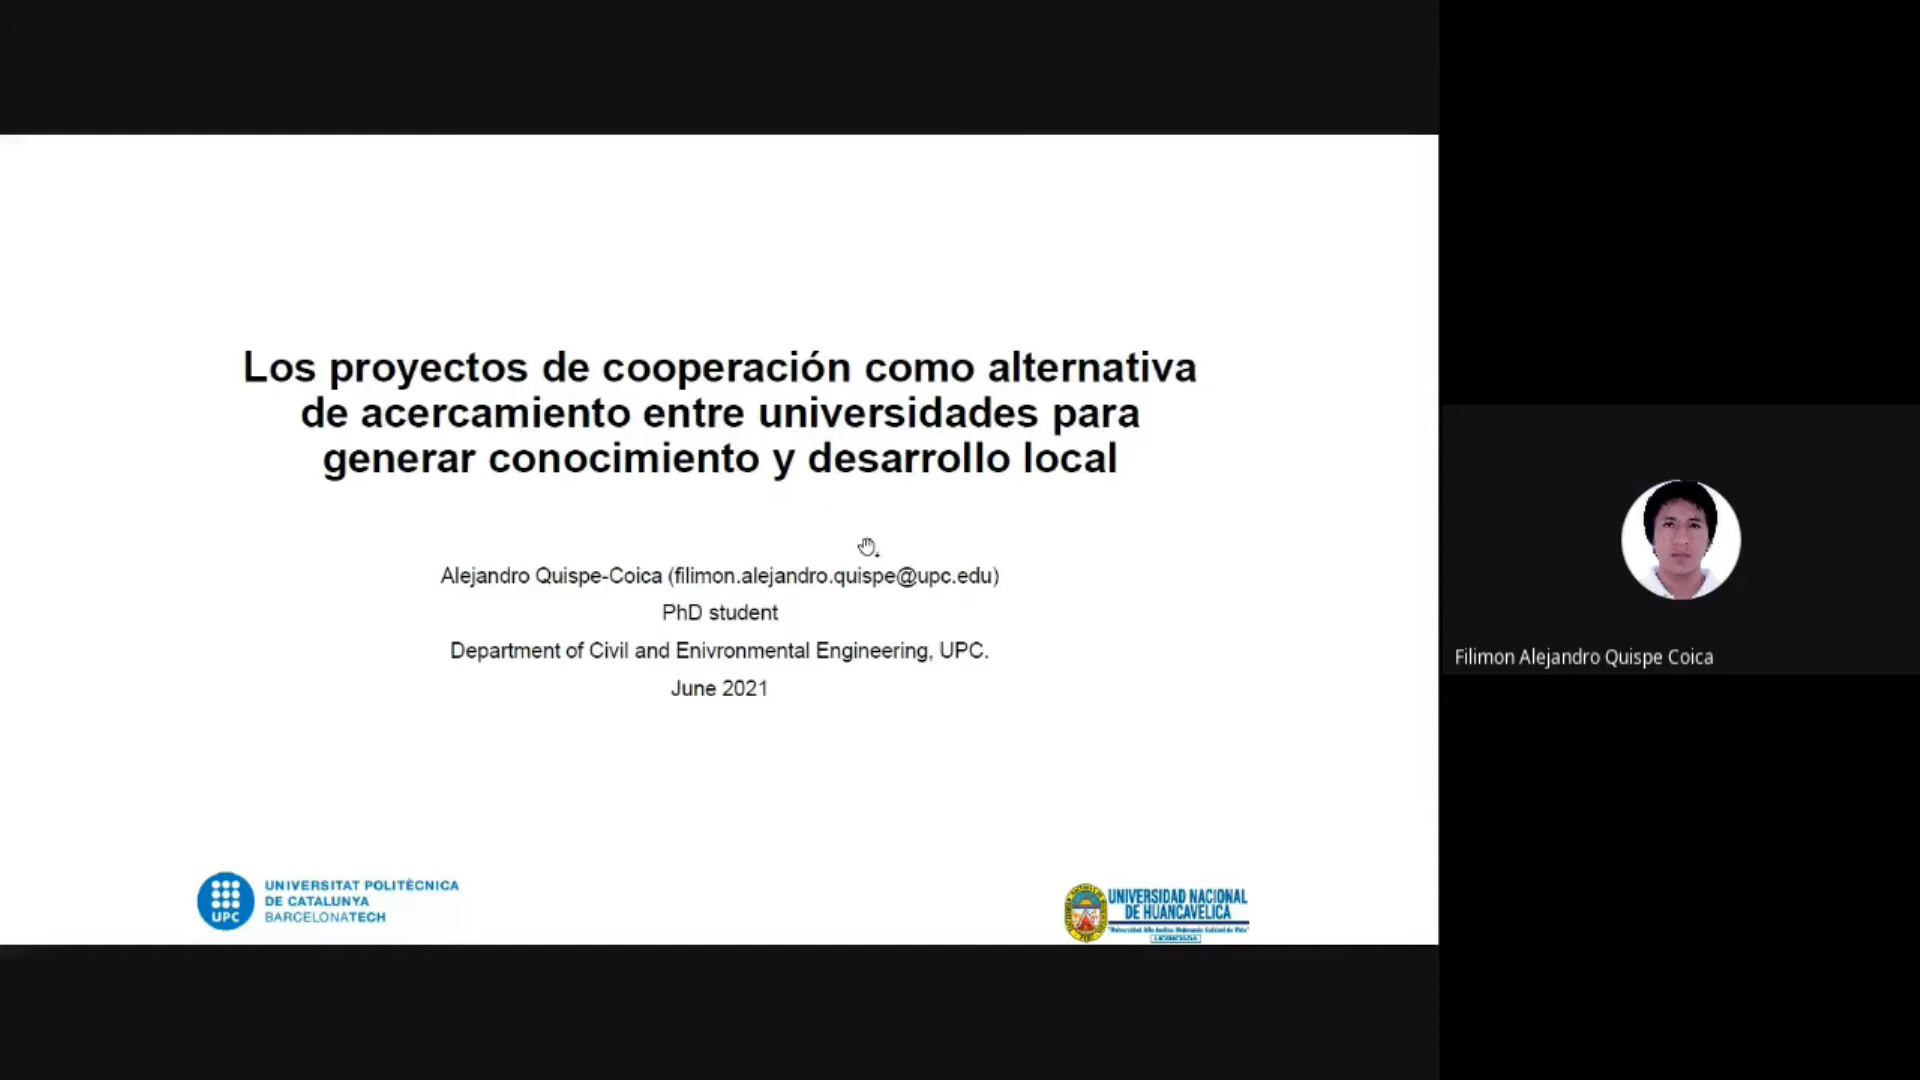 Los proyectos de cooperación como alternativa
de acercamiento entre universidades para
generar conocimiento y desarrollo local
Alejandro Quispe-Coica (filimon.alejandro.quispe@upc.edu)
PhD student
Department of Civil and Enivronmental Engineering, UPC.
June 2021
UPC
UNIVERSITAT POLITÈCNICA
DE CATALUNYA
BARCELONATECH
UNIVERSIDAD NACIONAL
DE HUANCAVELICA
LICENCIADA
Filimon Alejandro Quispe Coica